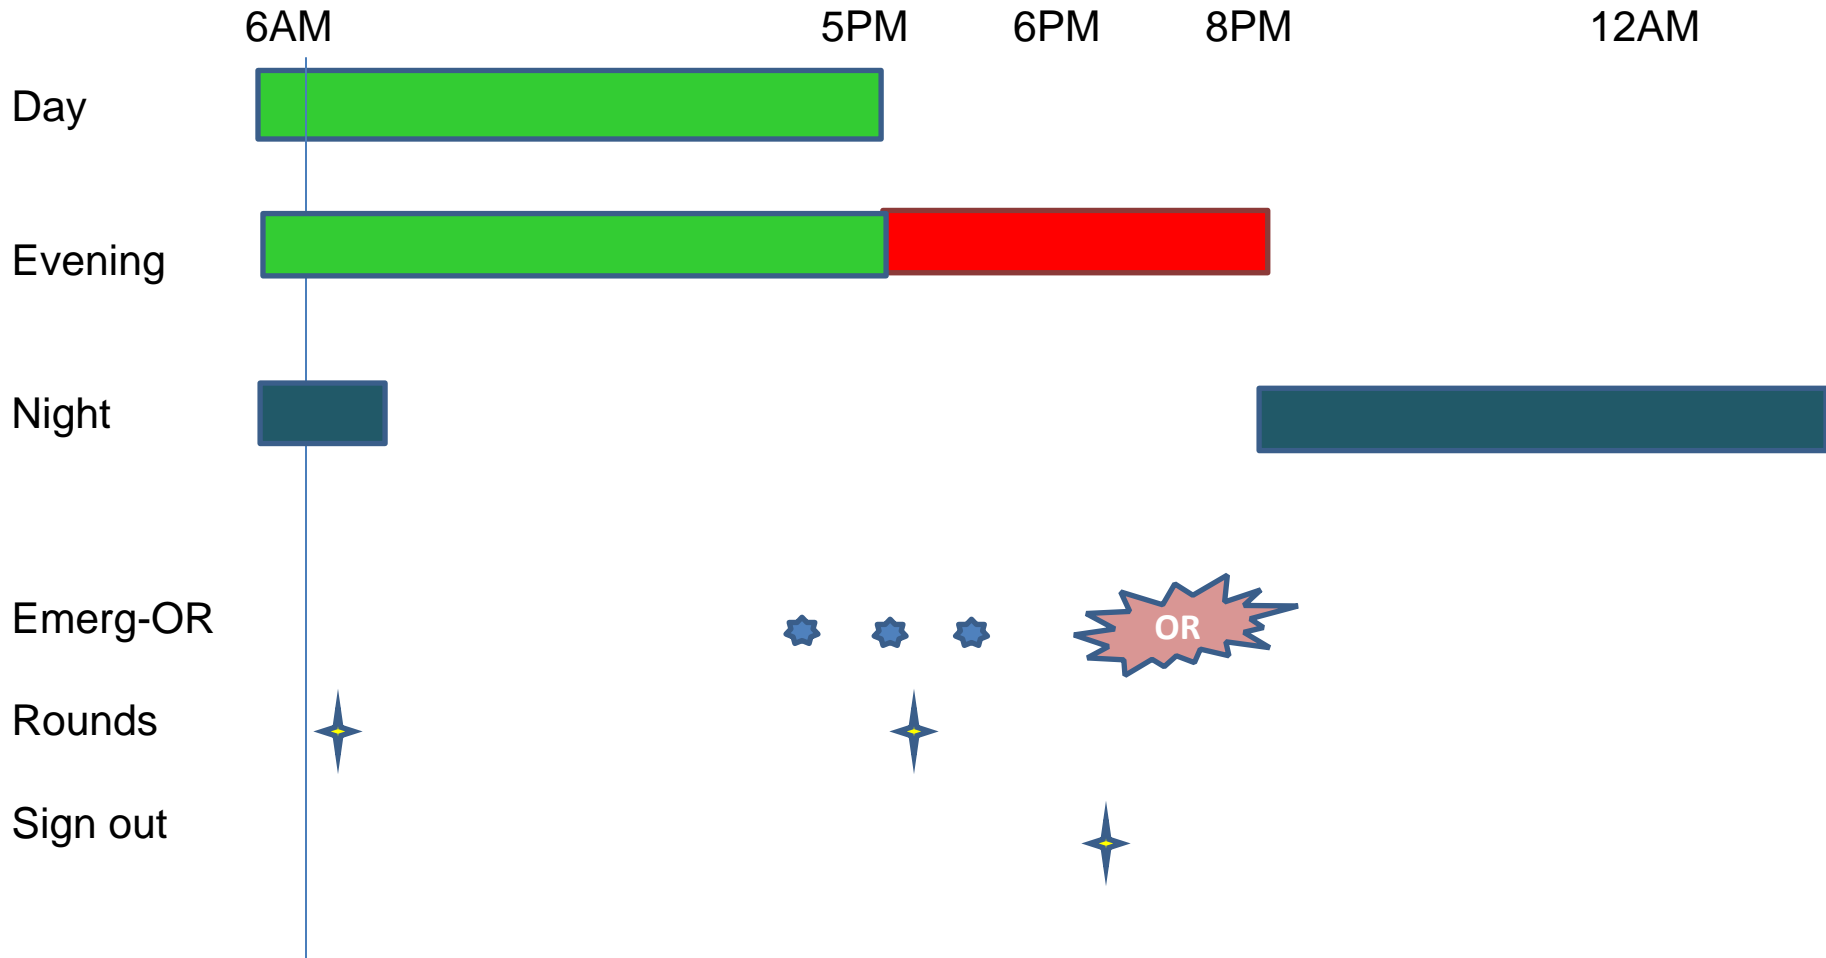 6AM 5PM 6PM 8PM 12AM
Day
Evening
Night
Emerg-OR
OR
Rounds
Sign out